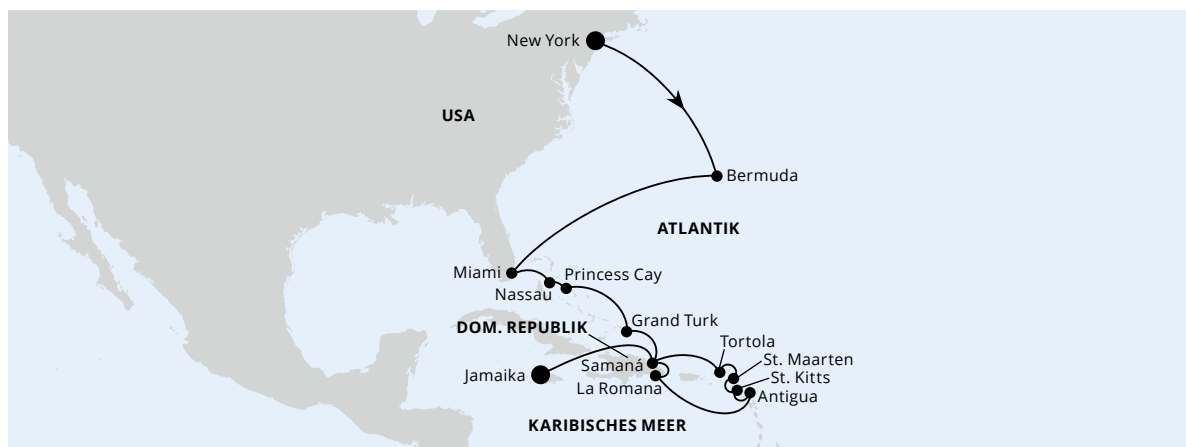 New York
USA
Bermuda
ATLANTIK
Miami
Princess Cay
Nassau
Grand Turk
DOM. REPUBLIK
Tortola
St. Maarten
Samaná
St. Kitts
Jamaika
La Romana
Antigua
KARIBISCHES MEER